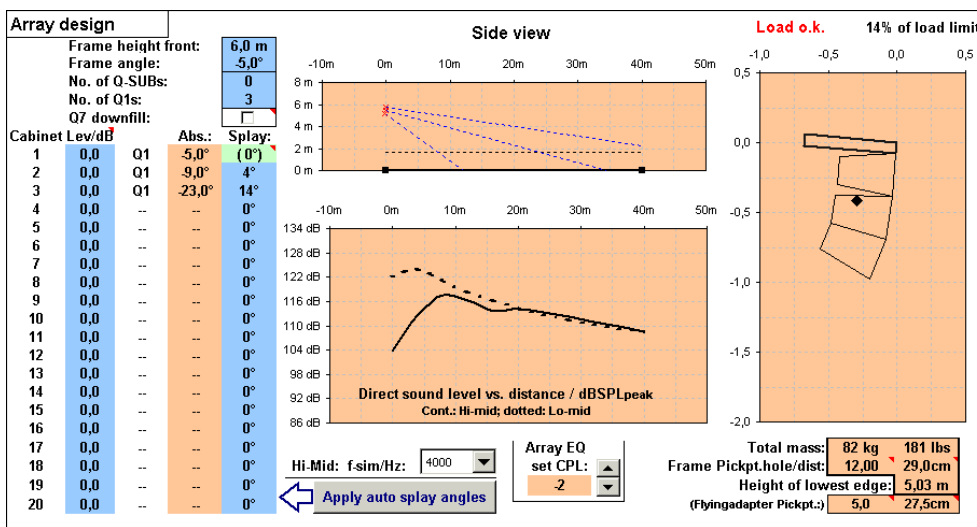 Array design
Frame height front: 6,0 m
Frame angle: -5,0°
No. of Q-SUBs: 0
No. of Q1s: 3
Q7 downfill:
Cabinet Lev/dB Abs.: Splay:
1 0,0 Q1 -5,0° ( 0°)
2 0,0 Q1 -9,0° 4°
3 0,0 Q1 -23,0° 14°
4 0,0 -- -- 0°
5 0,0 -- -- 0°
6 0,0 -- -- 0°
7 0,0 -- -- 0°
8 0,0 -- -- 0°
9 0,0 -- -- 0°
10 0,0 -- -- 0°
11 0,0 -- -- 0°
12 0,0 -- -- 0°
13 0,0 -- -- 0°
14 0,0 -- -- 0°
15 0,0 -- -- 0°
16 0,0 -- -- 0°
17 0,0 -- -- 0°
18 0,0 -- -- 0°
19 0,0 -- -- 0°
20 0,0 -- -- 0°
Side view
-10m 0m 10m 20m 30m 40m 50m
8 m
6 m
4 m
2 m
0 m
-10m 0m 10m 20m 30m 40m 50m
134 dB
128 dB
122 dB
116 dB
110 dB
104 dB
98 dB
92 dB
86 dB
Direct sound level vs. distance / dBSPLpeak
Cont.: Hi-mid; dotted: Lo-mid
Hi-Mid: f-sim/Hz: 4000
Apply auto splay angles
Array EQ
set CPL:
-2
Load o.k. 14% of load limit
-1,0 -0,5 0,0 0,5
0,5
0,0
-0,5
-1,0
-1,5
-2,0
Total mass: 82 kg 181 lbs
Frame Pickpt.hole/dist: 12,00 29,0cm
Height of lowest edge: 5,03 m
(Flyingadapter Pickpt.:) 5,0 27,5cm